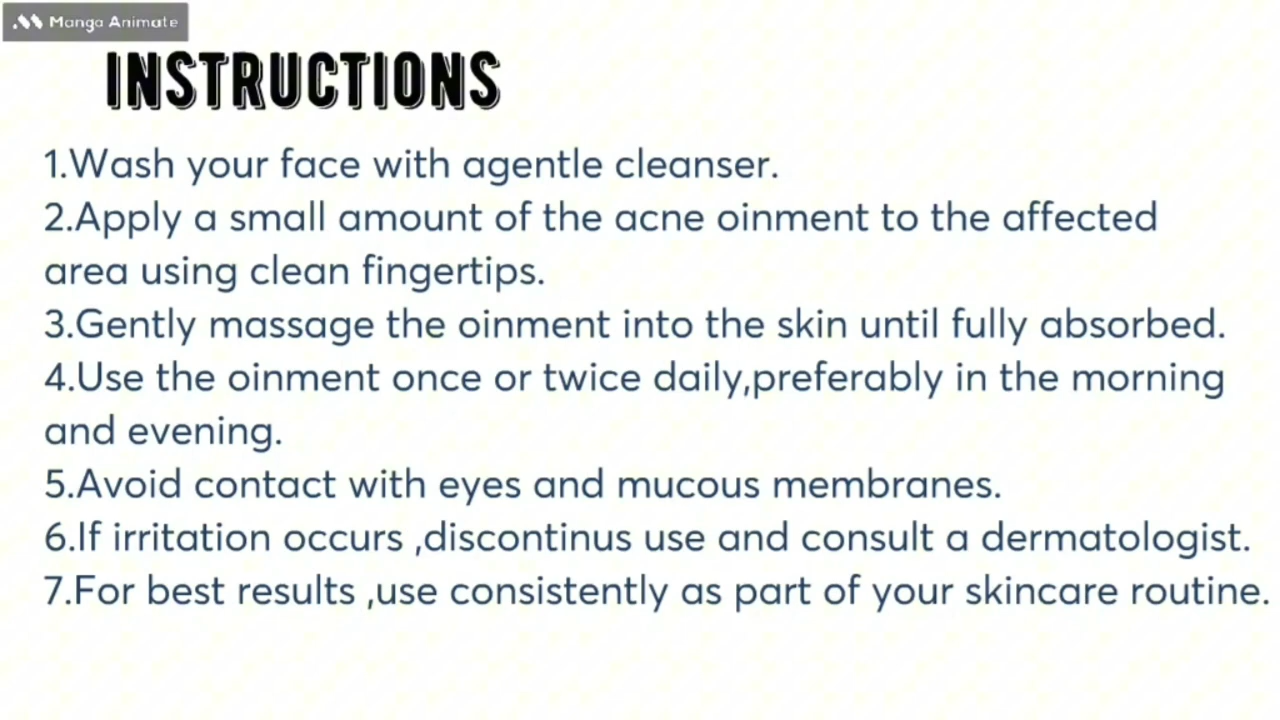 Manga Animate
INSTRUCTIONS
1.Wash your face with agentle cleanser.
2.Apply a small amount of the acne oinment to the affected
area using clean fingertips.
3.Gently massage the oinment into the skin until fully absorbed.
4.Use the oinment once or twice daily,preferably in the morning
and evening.
5.Avoid contact with eyes and mucous membranes.
6.If irritation occurs ,discontinus use and consult a dermatologist.
7.For best results ,use consistently as part of your skincare routine.